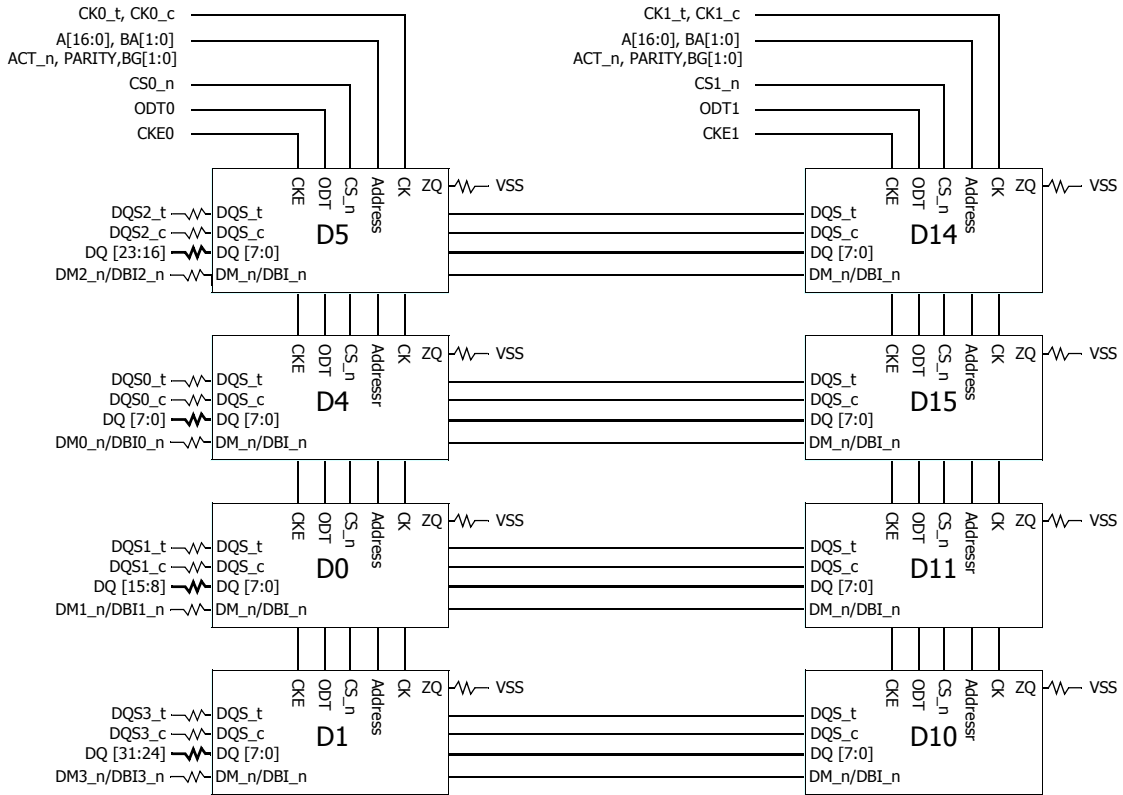 CK0_t, CK0_c
A[16:0], BA[1:0]
ACT_n, PARITY,BG[1:0]
CS0_n
ODT0
CKE0
CK1_t, CK1_c
A[16:0], BA[1:0]
ACT_n, PARITY,BG[1:0]
CS1_n
ODT1
CKE1
CKE
ODT
CS_n
Address
CK
ZQ
VSS
DQS2_t
DQS_t
DQS2_c
DQS_c
D5
DQ [23:16]
DQ [7:0]
DM2_n/DBI2_n
DM_n/DBI_n
CKE
ODT
CS_n
Address
CK
ZQ
VSS
DQS_t
DQS_c
D14
DQ [7:0]
DM_n/DBI_n
CKE
ODT
CS_n
Addressr
CK
ZQ
VSS
DQS0_t
DQS_t
DQS0_c
DQS_c
D4
DQ [7:0]
DQ [7:0]
DM0_n/DBI0_n
DM_n/DBI_n
CKE
ODT
CS_n
Address
CK
ZQ
VSS
DQS_t
DQS_c
D15
DQ [7:0]
DM_n/DBI_n
CKE
ODT
CS_n
Address
CK
ZQ
VSS
DQS1_t
DQS_t
DQS1_c
DQS_c
D0
DQ [15:8]
DQ [7:0]
DM1_n/DBI1_n
DM_n/DBI_n
CKE
ODT
CS_n
Addressr
CK
ZQ
VSS
DQS_t
DQS_c
D11
DQ [7:0]
DM_n/DBI_n
CKE
ODT
CS_n
Address
CK
ZQ
VSS
DQS3_t
DQS_t
DQS3_c
DQS_c
D1
DQ [31:24]
DQ [7:0]
DM3_n/DBI3_n
DM_n/DBI_n
CKE
ODT
CS_n
Addressr
CK
ZQ
VSS
DQS_t
DQS_c
D10
DQ [7:0]
DM_n/DBI_n